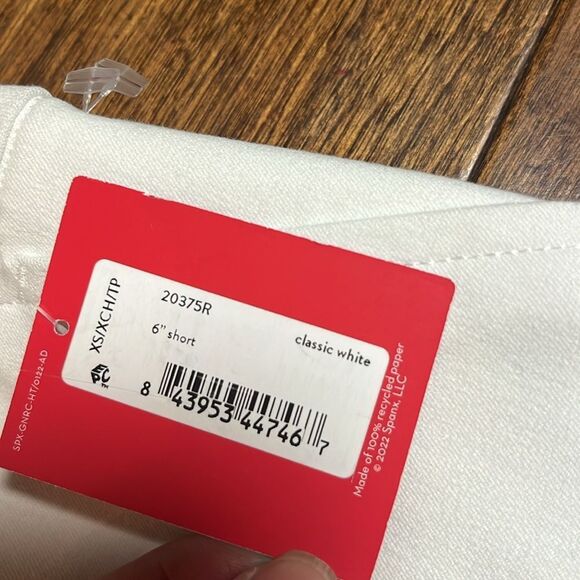 XS/XCH/TP
20375R
6" short
classic white
8 43953 44746 7
SPX-GNRC-HT/0122-AD
Made of 100% recycled paper
© 2022 Spanx, LLC